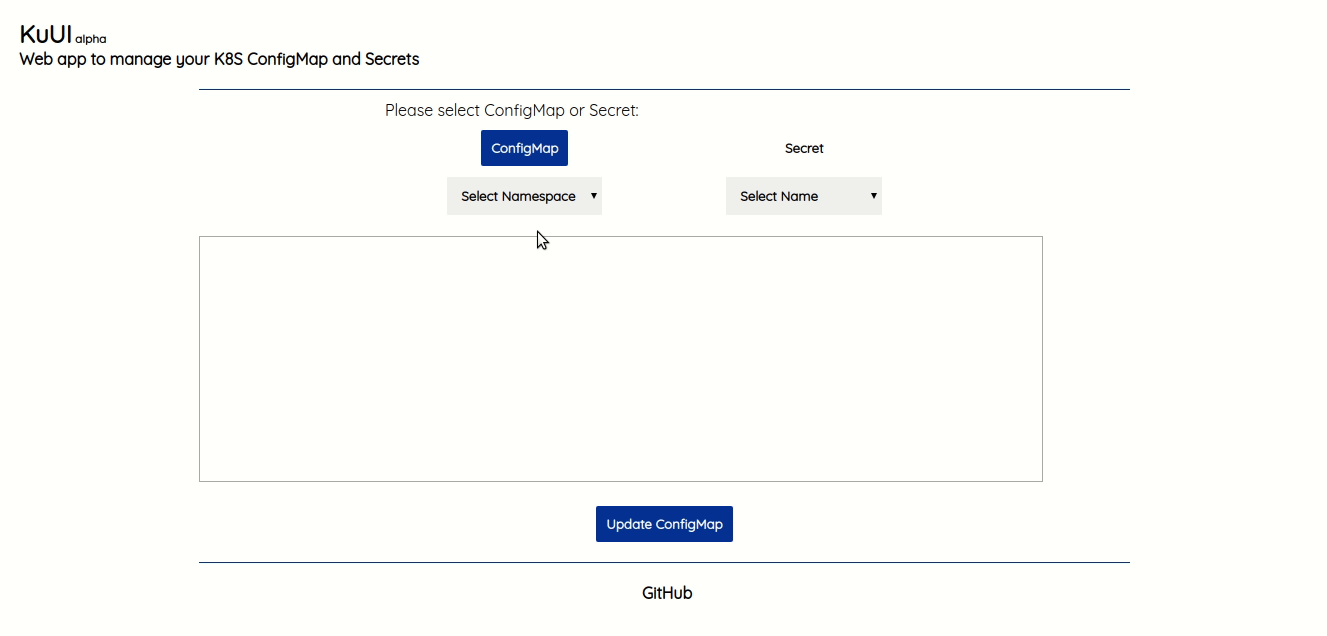 KuUI alpha
Web app to manage your K8S ConfigMap and Secrets
Please select ConfigMap or Secret:
ConfigMap Secret
Select Namespace Select Name
Update ConfigMap
GitHub